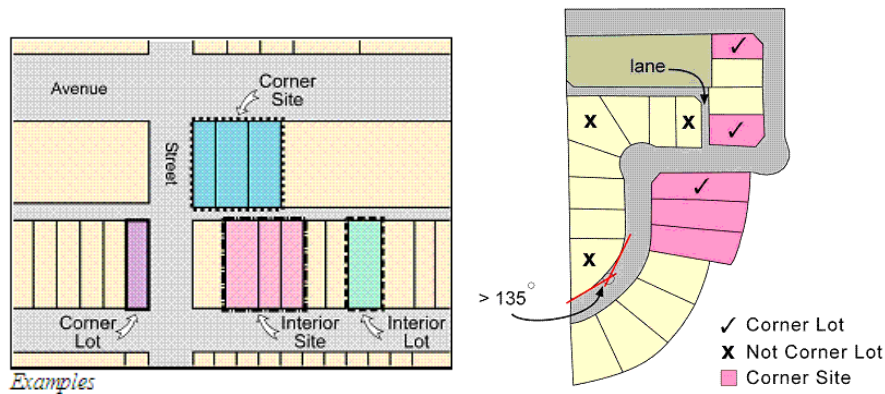 Avenue
Corner
Site
Street
Corner
Lot
Interior
Site
Interior
Lot
Examples
lane
✓
✓
✓
x
x
x
> 135°
✓ Corner Lot
x Not Corner Lot
Corner Site